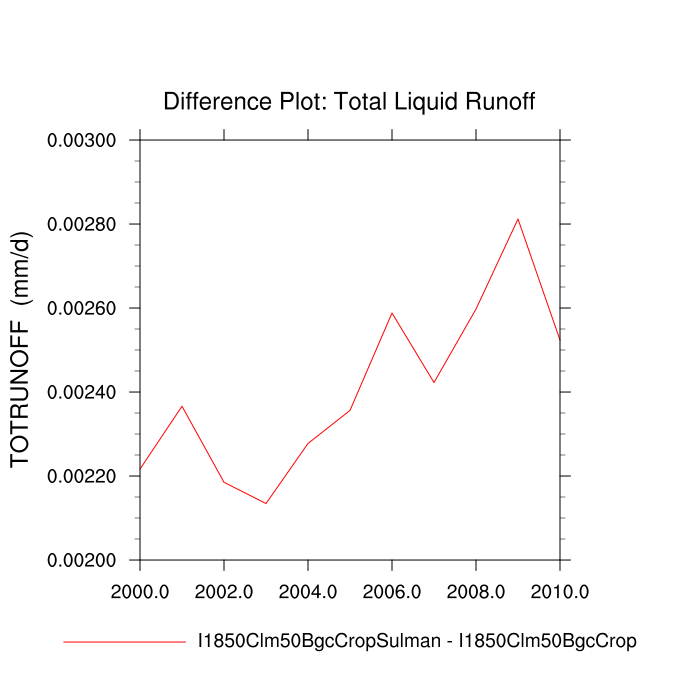 Difference Plot: Total Liquid Runoff
TOTRUNOFF (mm/d)
0.00300
0.00280
0.00260
0.00240
0.00220
0.00200
2000.0 2002.0 2004.0 2006.0 2008.0 2010.0
I1850Clm50BgcCropSulman - I1850Clm50BgcCrop